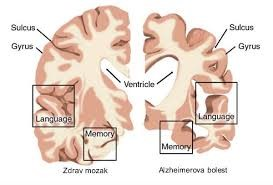 Sulcus
Gyrus
Sulcus
Gyrus
Ventricle
Language
Memory
Language
Memory
Zdrav mozak
Alzheimerova bolest